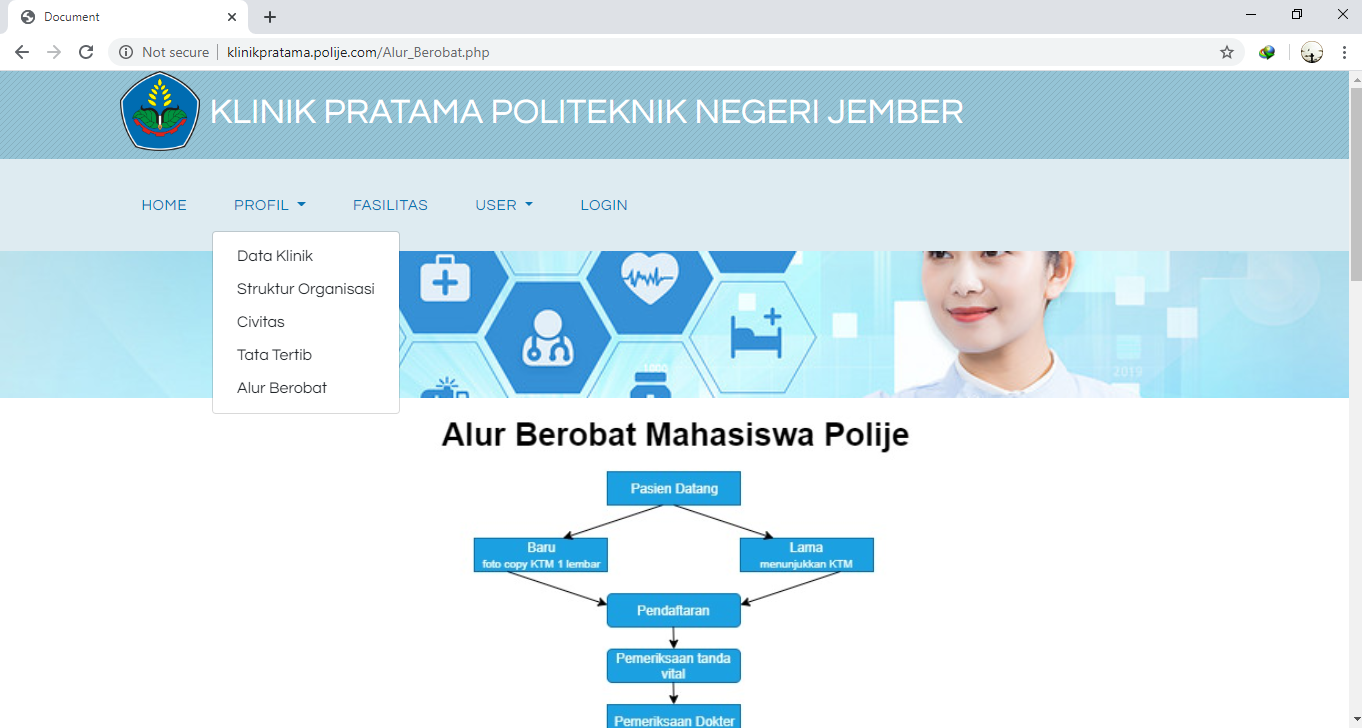 Document
Not secure
klinikpratama.polije.com/Alur_Berobat.php
KLINIK PRATAMA POLITEKNIK NEGERI JEMBER
HOME PROFIL FASILITAS USER LOGIN
Data Klinik
Struktur Organisasi
Civitas
Tata Tertib
Alur Berobat
1000
2019
Alur Berobat Mahasiswa Polije
Pasien Datang
Baru
foto copy KTM 1 lembar
Lama
menunjukkan KTM
Pendaftaran
Pemeriksaan tanda
vital
Pemeriksaan Dokter